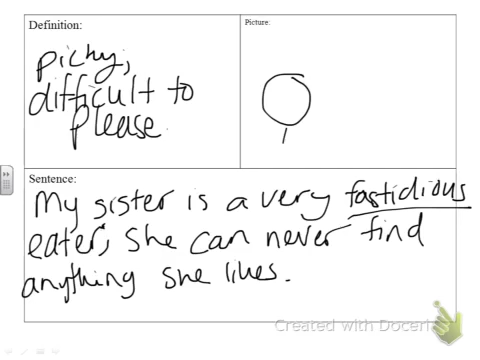 Definition:
Picky,
difficult to
please
Picture:
Sentence:
My sister is a very fastidious
eater, she can never find
anything she likes.
Created with Doceri